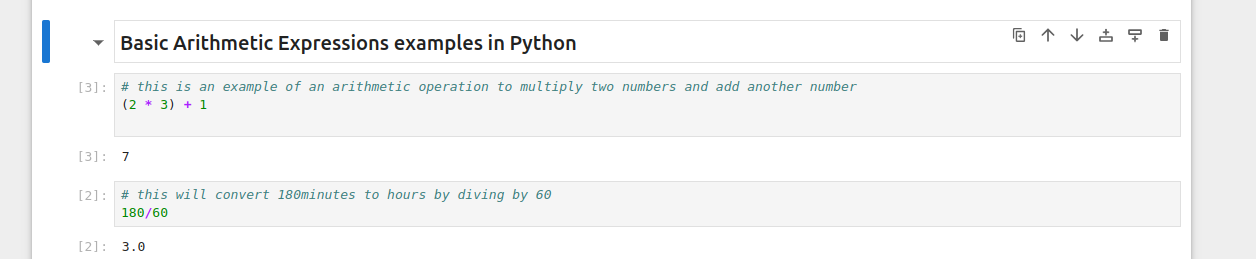 Basic Arithmetic Expressions examples in Python
[3]: # this is an example of an arithmetic operation to multiply two numbers and add another number
(2 * 3) + 1
[3]: 7
[2]: # this will convert 180minutes to hours by diving by 60
180/60
[2]: 3.0